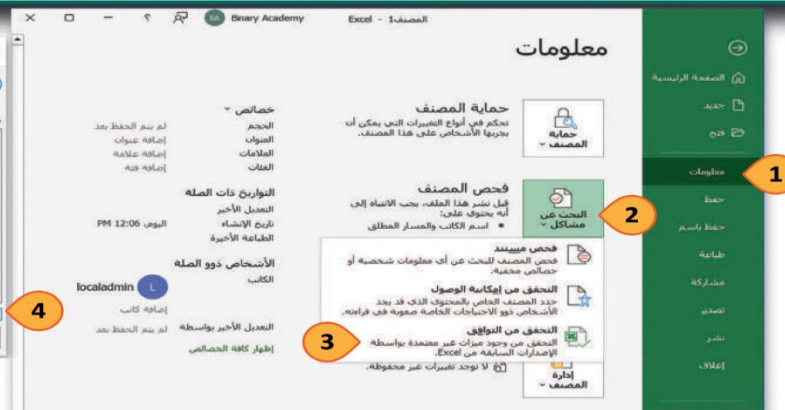 المصنف1 - Excel
Binary Academy
BA
؟
معلومات
الصفحة الرئيسية
جديد
فتح
معلومات
حفظ
حفظ باسم
طباعة
مشاركة
تصدير
نشر
إغلاق
1
حماية المصنف
حماية المصنف
تحكم في أنواع التغييرات التي يمكن أن
يجريها الأشخاص على هذا المصنف.
البحث عن
مشاكل
2
فحص المصنف
قبل نشر هذا الملف، يجب الانتباه إلى
أنه يحتوي على:
اسم الكاتب والمسار المطلق
فحص مستند
فحص المصنف للبحث عن أي معلومات شخصية أو
خصائص مخفية.
التحقق من إمكانية الوصول
حدد المصنف الخاص بالمحتوى الذي قد يجد
الأشخاص ذوو الاحتياجات الخاصة صعوبة في قراءته.
التحقق من التوافق
التحقق من وجود ميزات غير معتمدة بواسطة
الإصدارات السابقة من Excel.
3
إدارة
المصنف
لا توجد تغييرات غير محفوظة.
خصائص
الحجم لم يتم الحفظ بعد
العنوان إضافة عنوان
العلامات إضافة علامة
الفئات إضافة فئة
التواريخ ذات الصلة
التعديل الأخير
تاريخ الإنشاء اليوم، 12:06 PM
الطباعة الأخيرة
الأشخاص ذوو الصلة
الكاتب L localadmin
إضافة كاتب
التعديل الأخير بواسطة لم يتم الحفظ بعد
إظهار كافة الخصائص
4